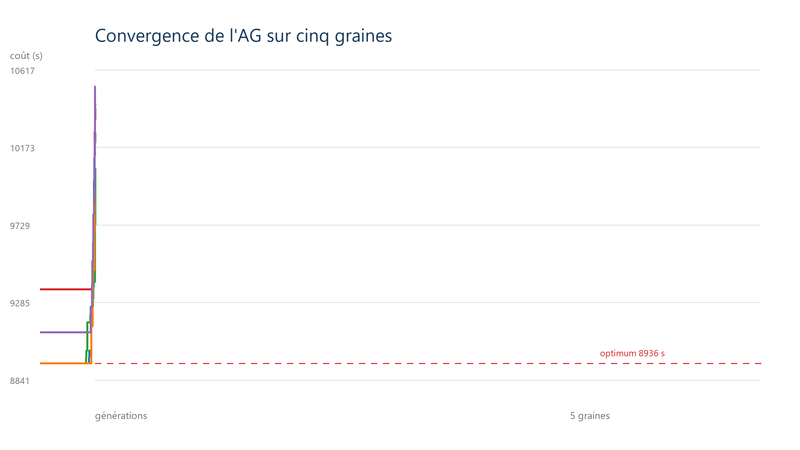 Convergence de l'AG sur cinq graines
coût (s)
10617
10173
9729
9285
optimum 8936 s
8841
générations
5 graines